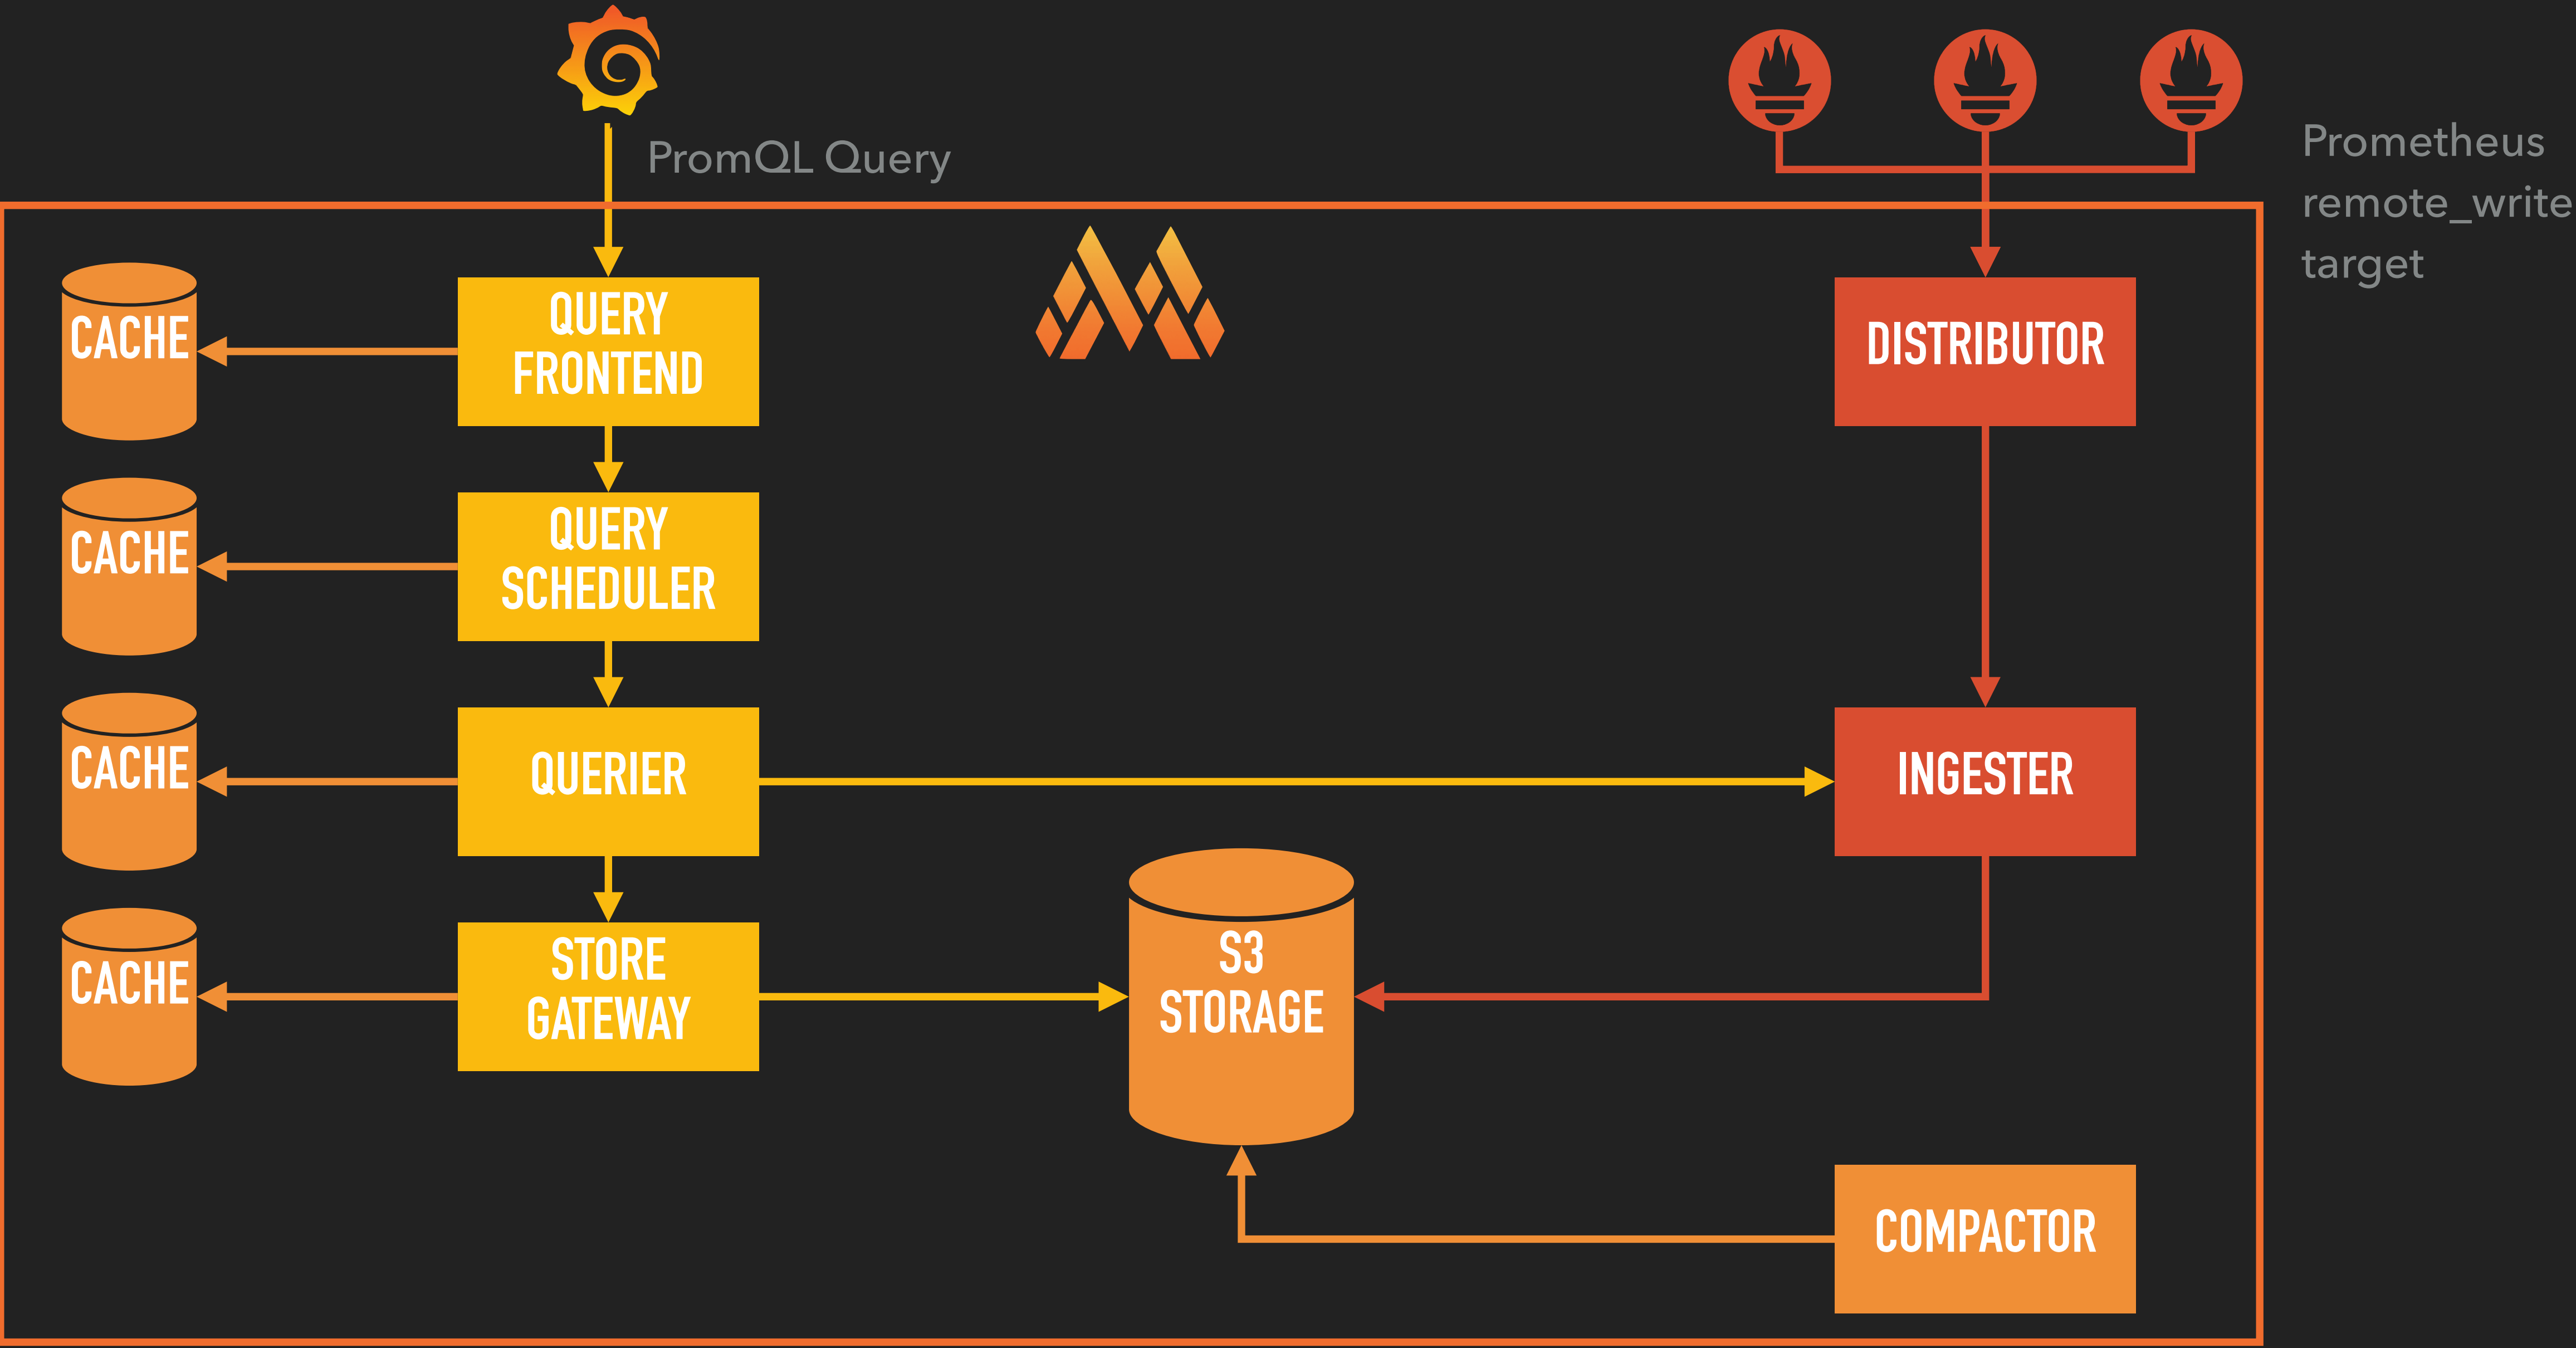 PromQL Query
Prometheus
remote_write
target
CACHE
QUERY
FRONTEND
DISTRIBUTOR
CACHE
QUERY
SCHEDULER
CACHE
QUERIER
INGESTER
CACHE
STORE
GATEWAY
S3
STORAGE
COMPACTOR